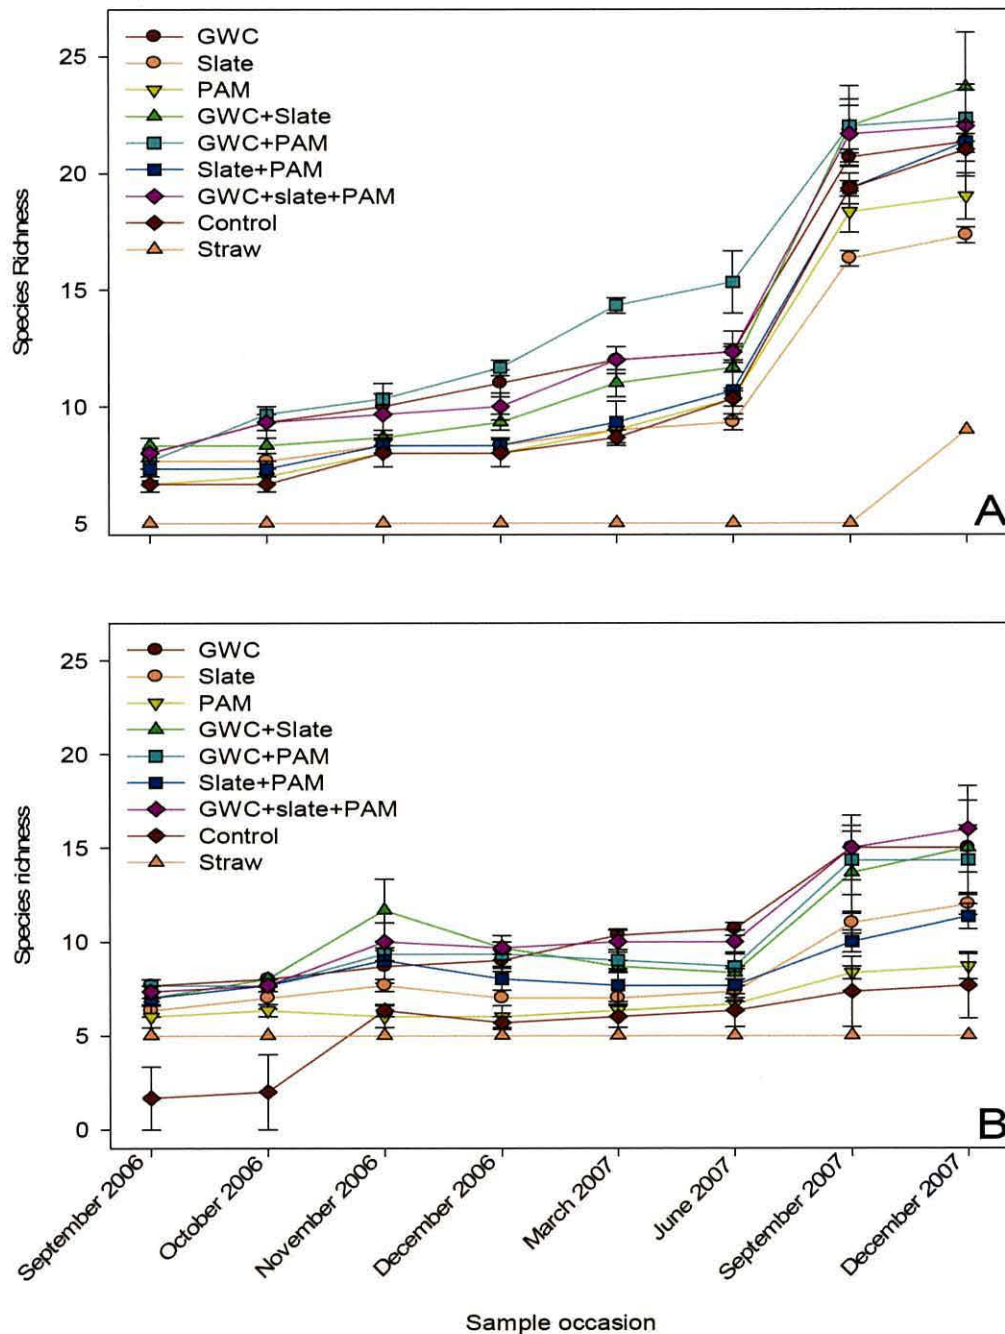 Species Richness
25
20
15
10
5
GWC
Slate
PAM
GWC+Slate
GWC+PAM
Slate+PAM
GWC+slate+PAM
Control
Straw
A
Species richness
25
20
15
10
5
0
GWC
Slate
PAM
GWC+Slate
GWC+PAM
Slate+PAM
GWC+slate+PAM
Control
Straw
B
September 2006
October 2006
November 2006
December 2006
March 2007
June 2007
September 2007
December 2007
Sample occasion